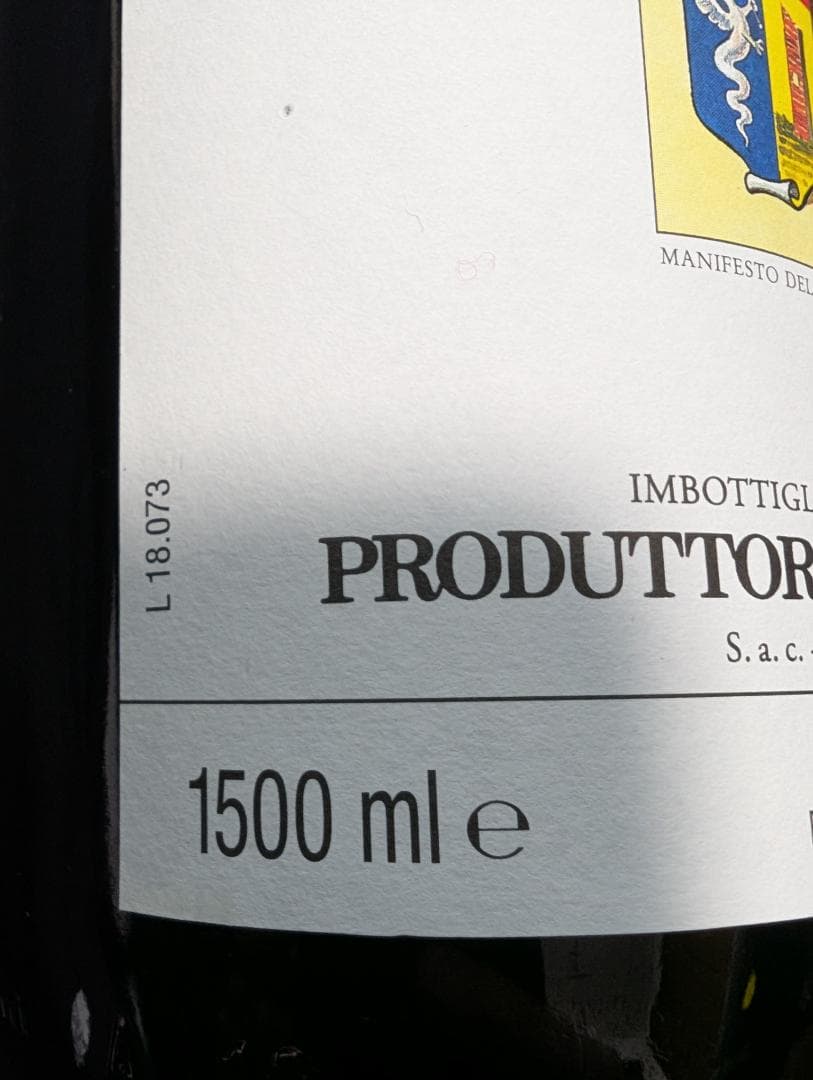 MANIFESTO DEL
L 18.073
IMBOTTIGL
PRODUTTOR
S. a. c.
1500 ml e